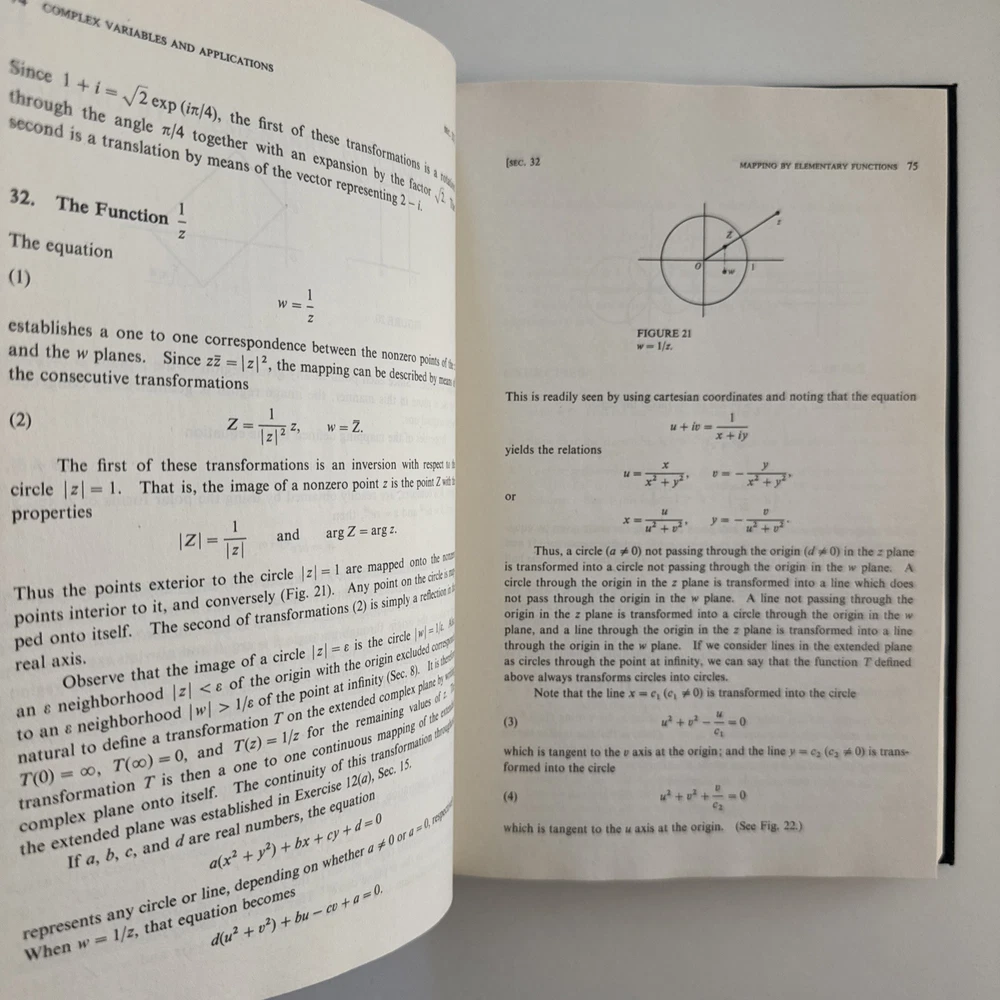 4 COMPLEX VARIABLES AND APPLICATIONS
SEC. 32
Since 1 + i = √2 exp (iπ/4), the first of these transformations is a
through the angle π/4 together with an expansion by the factor √2.
second is a translation by means of the vector representing 2 − i.
32. The Function 1/z
The equation
(1) w = 1/z
establishes a one to one correspondence between the nonzero points of
and the w planes. Since zz̄ = |z|², the mapping can be described by means
the consecutive transformations
(2) Z = 1/|z|² z, w = Z̄.
The first of these transformations is an inversion with respect to
circle |z| = 1. That is, the image of a nonzero point z is the point Z with
properties
|Z| = 1/|z| and arg Z = arg z.
Thus the points exterior to the circle |z| = 1 are mapped onto the
points interior to it, and conversely (Fig. 21). Any point on the circle is
ped onto itself. The second of transformations (2) is simply a reflection in
real axis.
Observe that the image of a circle |z| = ε is the circle |w| = 1/ε.
an ε neighborhood |z| < ε of the origin with the origin excluded
to an ε neighborhood |w| > 1/ε of the point at infinity (Sec. 8). It is
natural to define a transformation T on the extended complex plane by
T(0) = ∞, T(∞) = 0, and T(z) = 1/z for the remaining values of z.
transformation T is then a one to one continuous mapping of the
complex plane onto itself. The continuity of this transformation
the extended plane was established in Exercise 12(a), Sec. 15.
If a, b, c, and d are real numbers, the equation
a(x² + y²) + bx + cy + d = 0
represents any circle or line, depending on whether a ≠ 0 or a = 0,
When w = 1/z, that equation becomes
d(u² + v²) + bu − cv + a = 0.
[SEC. 32 MAPPING BY ELEMENTARY FUNCTIONS 75
z
Z
O
w
1
FIGURE 21
w = 1/z.
This is readily seen by using cartesian coordinates and noting that the equation
u + iv = 1/(x + iy)
yields the relations
u = x/(x² + y²), v = − y/(x² + y²),
or
x = u/(u² + v²), y = − v/(u² + v²).
Thus, a circle (a ≠ 0) not passing through the origin (d ≠ 0) in the z plane
is transformed into a circle not passing through the origin in the w plane. A
circle through the origin in the z plane is transformed into a line which does
not pass through the origin in the w plane. A line not passing through the
origin in the z plane is transformed into a circle through the origin in the w
plane, and a line through the origin in the z plane is transformed into a line
through the origin in the w plane. If we consider lines in the extended plane
as circles through the point at infinity, we can say that the function T defined
above always transforms circles into circles.
Note that the line x = c₁ (c₁ ≠ 0) is transformed into the circle
(3) u² + v² − u/c₁ = 0
which is tangent to the v axis at the origin; and the line y = c₂ (c₂ ≠ 0) is trans-
formed into the circle
(4) u² + v² + v/c₂ = 0
which is tangent to the u axis at the origin. (See Fig. 22.)